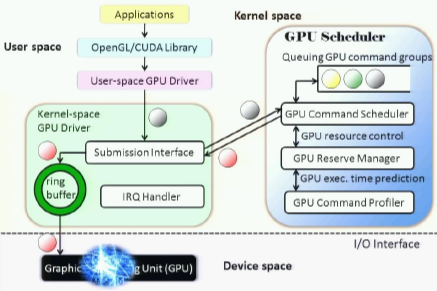 Applications
Kernel space
User space
OpenGL/CUDA Library
User-space GPU Driver
GPU Scheduler
Queuing GPU command groups
GPU Command Scheduler
GPU resource control
GPU Reserve Manager
GPU exec. time prediction
GPU Command Profiler
Kernel-space
GPU Driver
Submission Interface
ring
buffer
IRQ Handler
I/O Interface
Graphic Unit (GPU)
Device space